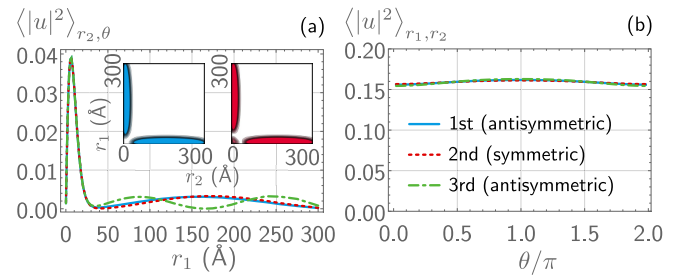 ⟨|u|²⟩r₂,θ
(a)
0.04
0.03
0.02
0.01
0.00
300
r₁ (Å)
0
0 300
300
0
0 300
r₂ (Å)
0 50 100 150 200 250 300
r₁ (Å)
⟨|u|²⟩r₁,r₂
(b)
0.20
0.15
0.10
0.05
0.00
1st (antisymmetric)
2nd (symmetric)
3rd (antisymmetric)
0.0 0.5 1.0 1.5 2.0
θ/π